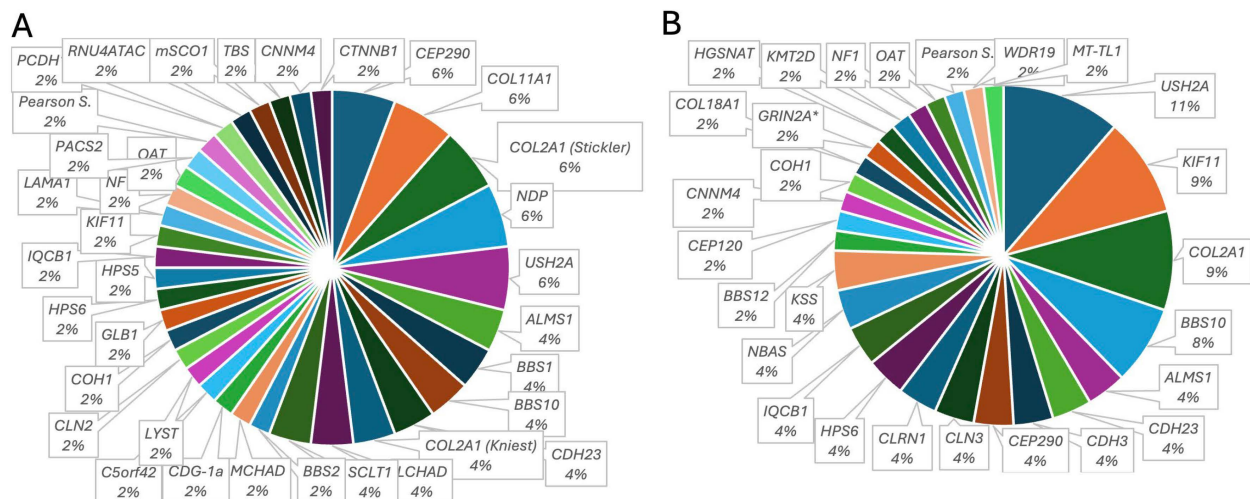 A
CEP290
6%
COL11A1
6%
COL2A1 (Stickler)
6%
NDP
6%
USH2A
6%
ALMS1
4%
BBS1
4%
BBS10
4%
CDH23
4%
COL2A1 (Kniest)
4%
LCHAD
4%
SCLT1
4%
BBS2
2%
MCHAD
2%
CDG-1a
2%
C5orf42
2%
LYST
2%
CLN2
2%
COH1
2%
GLB1
2%
HPS6
2%
HPS5
2%
IQCB1
2%
KIF11
2%
LAMA1
2%
NF
2%
OAT
2%
PACS2
2%
Pearson S.
2%
PCDH
2%
RNU4ATAC
2%
mSCO1
2%
TBS
2%
CNNM4
2%
CTNNB1
2%
B
USH2A
11%
KIF11
9%
COL2A1
9%
BBS10
8%
ALMS1
4%
CDH23
4%
CDH3
4%
CEP290
4%
CLN3
4%
CLRN1
4%
HPS6
4%
IQCB1
4%
NBAS
4%
KSS
4%
BBS12
2%
CEP120
2%
CNNM4
2%
COH1
2%
COL18A1
2%
GRIN2A*
2%
HGSNAT
2%
KMT2D
2%
NF1
2%
OAT
2%
Pearson S.
2%
WDR19
2%
MT-TL1
2%